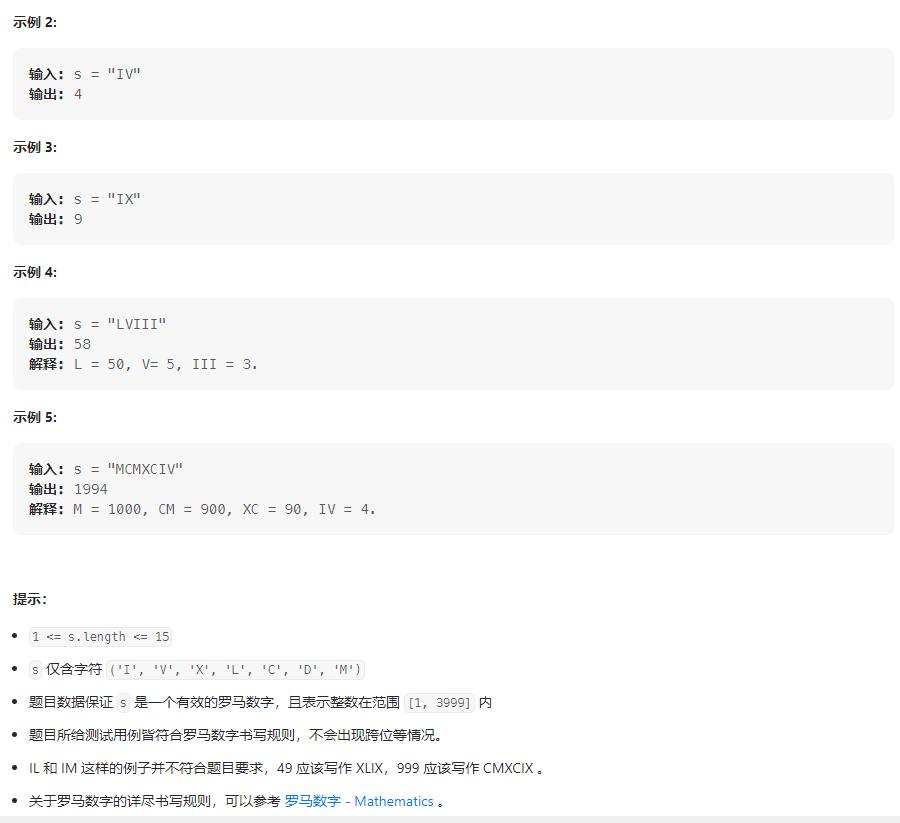 示例 2:
输入: s = "IV"
输出: 4
示例 3:
输入: s = "IX"
输出: 9
示例 4:
输入: s = "LVIII"
输出: 58
解释: L = 50, V= 5, III = 3.
示例 5:
输入: s = "MCMXCIV"
输出: 1994
解释: M = 1000, CM = 900, XC = 90, IV = 4.
提示：
1 <= s.length <= 15
s 仅含字符 ('I', 'V', 'X', 'L', 'C', 'D', 'M')
题目数据保证 s 是一个有效的罗马数字，且表示整数在范围 [1, 3999] 内
题目所给测试用例皆符合罗马数字书写规则，不会出现跨位等情况。
IL 和 IM 这样的例子并不符合题目要求，49 应该写作 XLIX，999 应该写作 CMXCIX 。
关于罗马数字的详尽书写规则，可以参考 罗马数字 - Mathematics 。